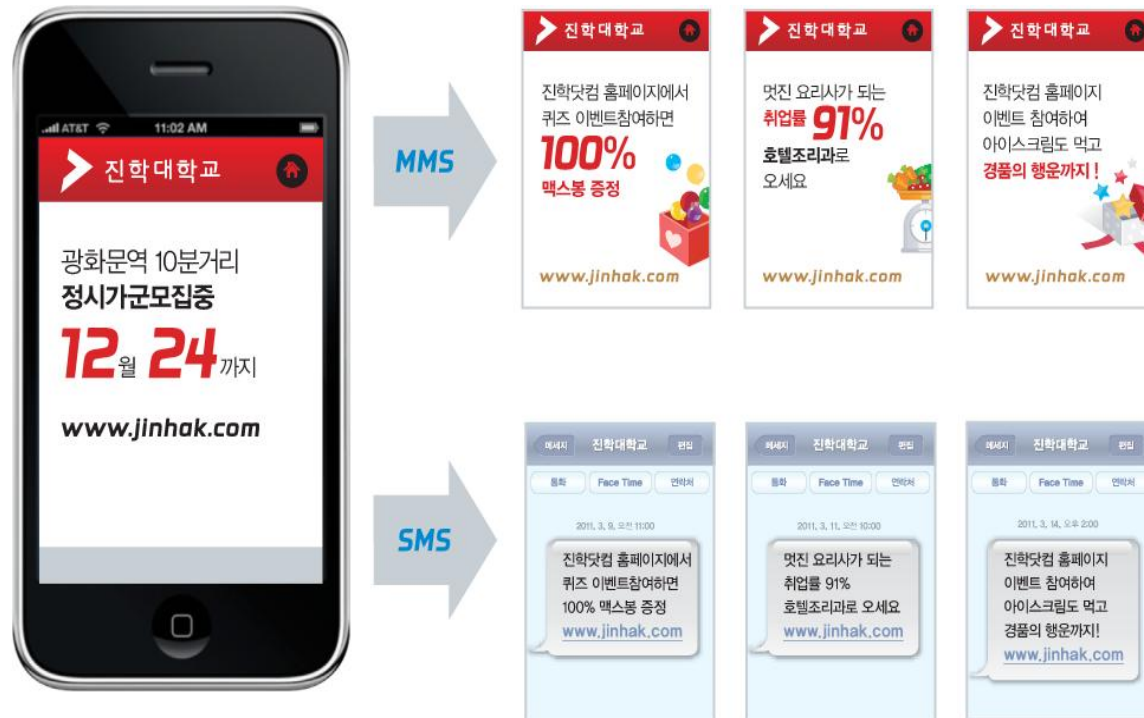 AT&T 11:02 AM
진학대학교
광화문역 10분거리
정시가군모집중
12월 24까지
www.jinhak.com
MMS
진학대학교
진학닷컴 홈페이지에서
퀴즈 이벤트참여하면
100%
맥스봉 증정
www.jinhak.com
진학대학교
멋진 요리사가 되는
취업률 91%
호텔조리과로
오세요
www.jinhak.com
진학대학교
진학닷컴 홈페이지
이벤트 참여하여
아이스크림도 먹고
경품의 행운까지!
www.jinhak.com
SMS
메세지 진학대학교 편집
통화 Face Time 연락처
2011, 3, 9, 오전 11:00
진학닷컴 홈페이지에서
퀴즈 이벤트참여하면
100% 맥스봉 증정
www.jinhak.com
메세지 진학대학교 편집
통화 Face Time 연락처
2011, 3, 11, 오전 10:00
멋진 요리사가 되는
취업률 91%
호텔조리과로 오세요
www.jinhak.com
메세지 진학대학교 편집
통화 Face Time 연락처
2011, 3, 14, 오후 2:00
진학닷컴 홈페이지
이벤트 참여하여
아이스크림도 먹고
경품의 행운까지!
www.jinhak.com